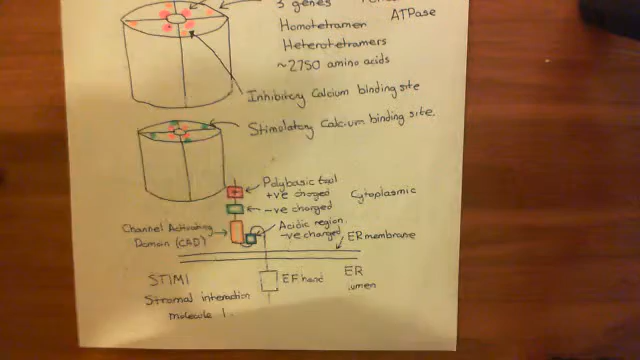 3 genes
ATPase
Homotetramer
Heterotetramers
~2750 amino acids
Inhibitory Calcium binding site
Stimulatory Calcium binding site.
Polybasic tail
+ve charged
Cytoplasmic
-ve charged
Channel Activating
Domain (CAD)
Acidic region
-ve charged
ER membrane
STIM1
Stromal interaction
molecule 1.
EF hand
ER
lumen